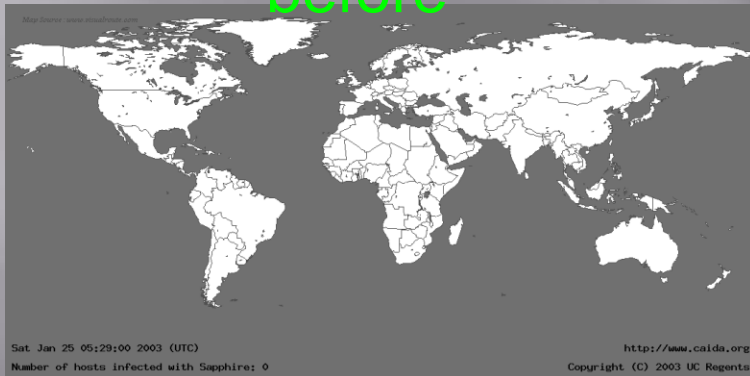 before
Map Source: www.visualroute.com
Sat Jan 25 05:29:00 2003 (UTC)
http://www.caida.org
Number of hosts infected with Sapphire: 0
Copyright (C) 2003 UC Regents